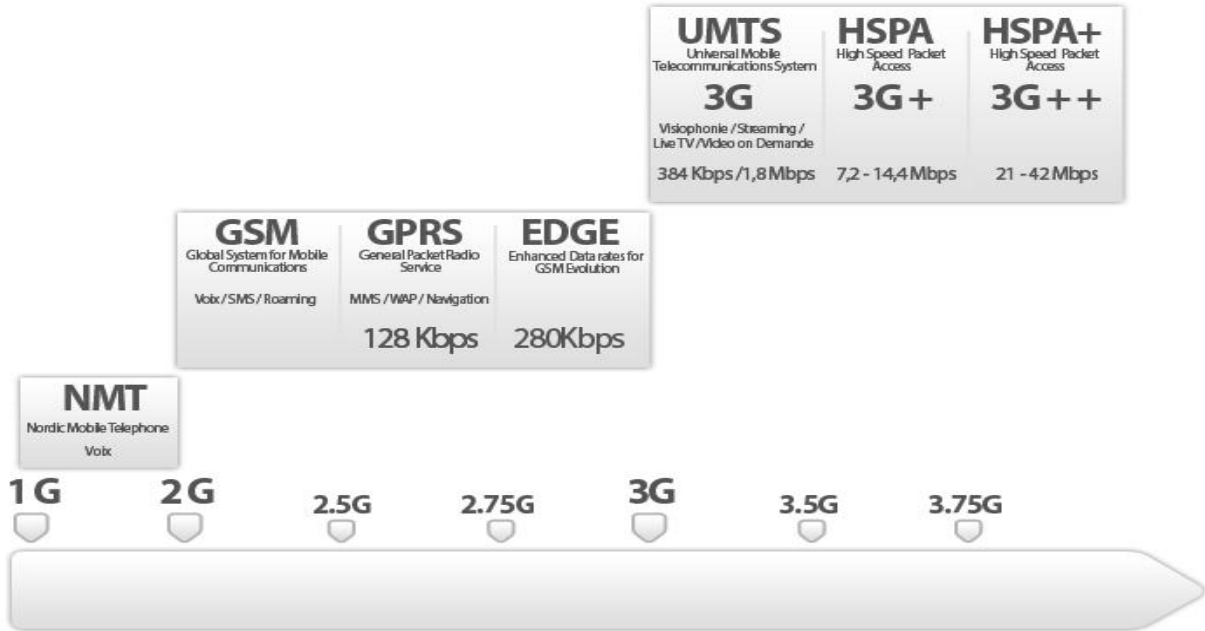 UMTS
Universal Mobile
Telecommunications System
3G
Visiophonie / Streaming /
Live TV / Video on Demande
384 Kbps / 1,8 Mbps
HSPA
High Speed Packet
Access
3G+
7,2 - 14,4 Mbps
HSPA+
High Speed Packet
Access
3G++
21 - 42 Mbps
GSM
Global System for Mobile
Communications
Voix / SMS / Roaming
GPRS
General Packet Radio
Service
MMS / WAP / Navigation
128 Kbps
EDGE
Enhanced Data rates for
GSM Evolution
280Kbps
NMT
Nordic Mobile Telephone
Voix
1G
2G
2.5G
2.75G
3G
3.5G
3.75G